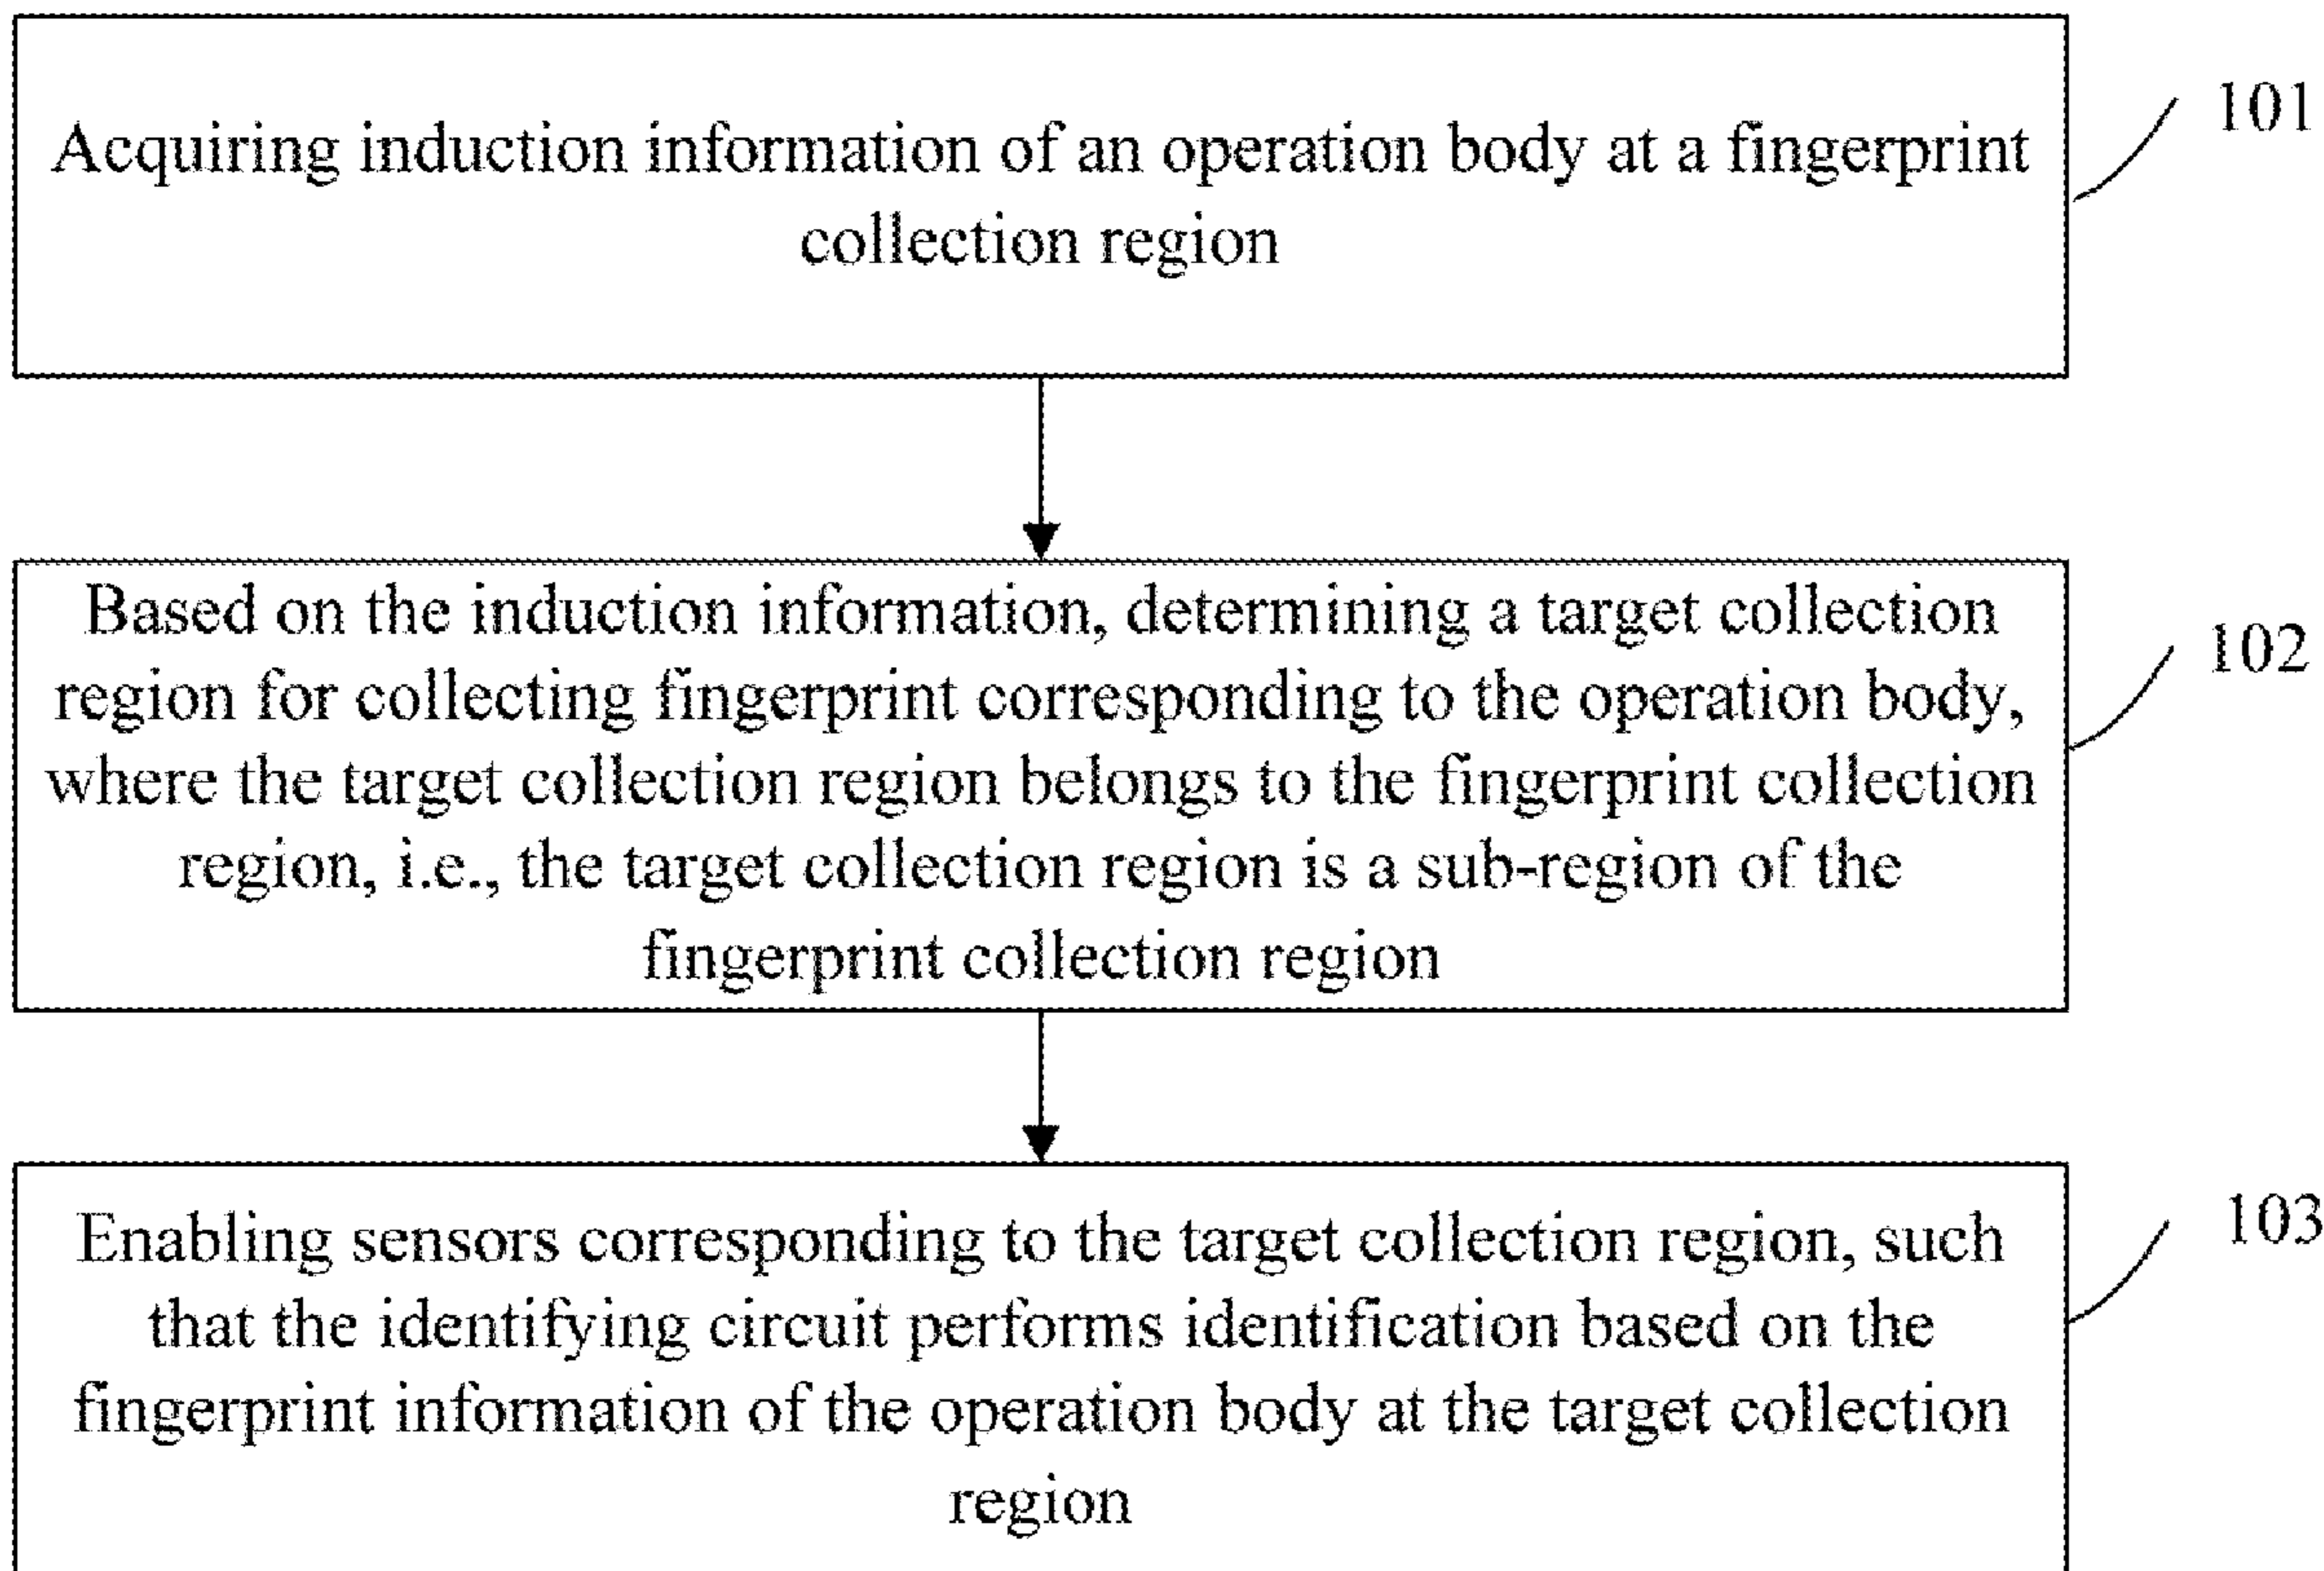 Acquiring induction information of an operation body at a fingerprint
collection region
101
Based on the induction information, determining a target collection
region for collecting fingerprint corresponding to the operation body,
where the target collection region belongs to the fingerprint collection
region, i.e., the target collection region is a sub-region of the
fingerprint collection region
102
Enabling sensors corresponding to the target collection region, such
that the identifying circuit performs identification based on the
fingerprint information of the operation body at the target collection
region
103